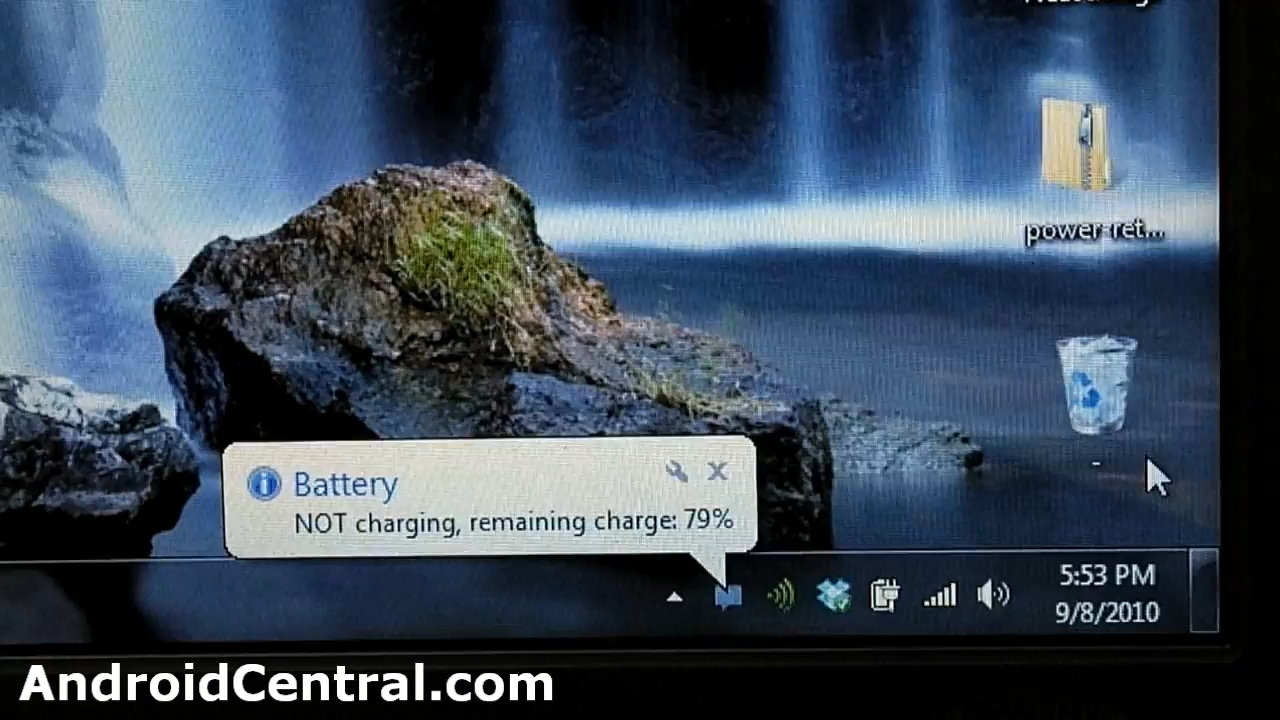 power-ret...
Battery
NOT charging, remaining charge: 79%
5:53 PM
9/8/2010
AndroidCentral.com